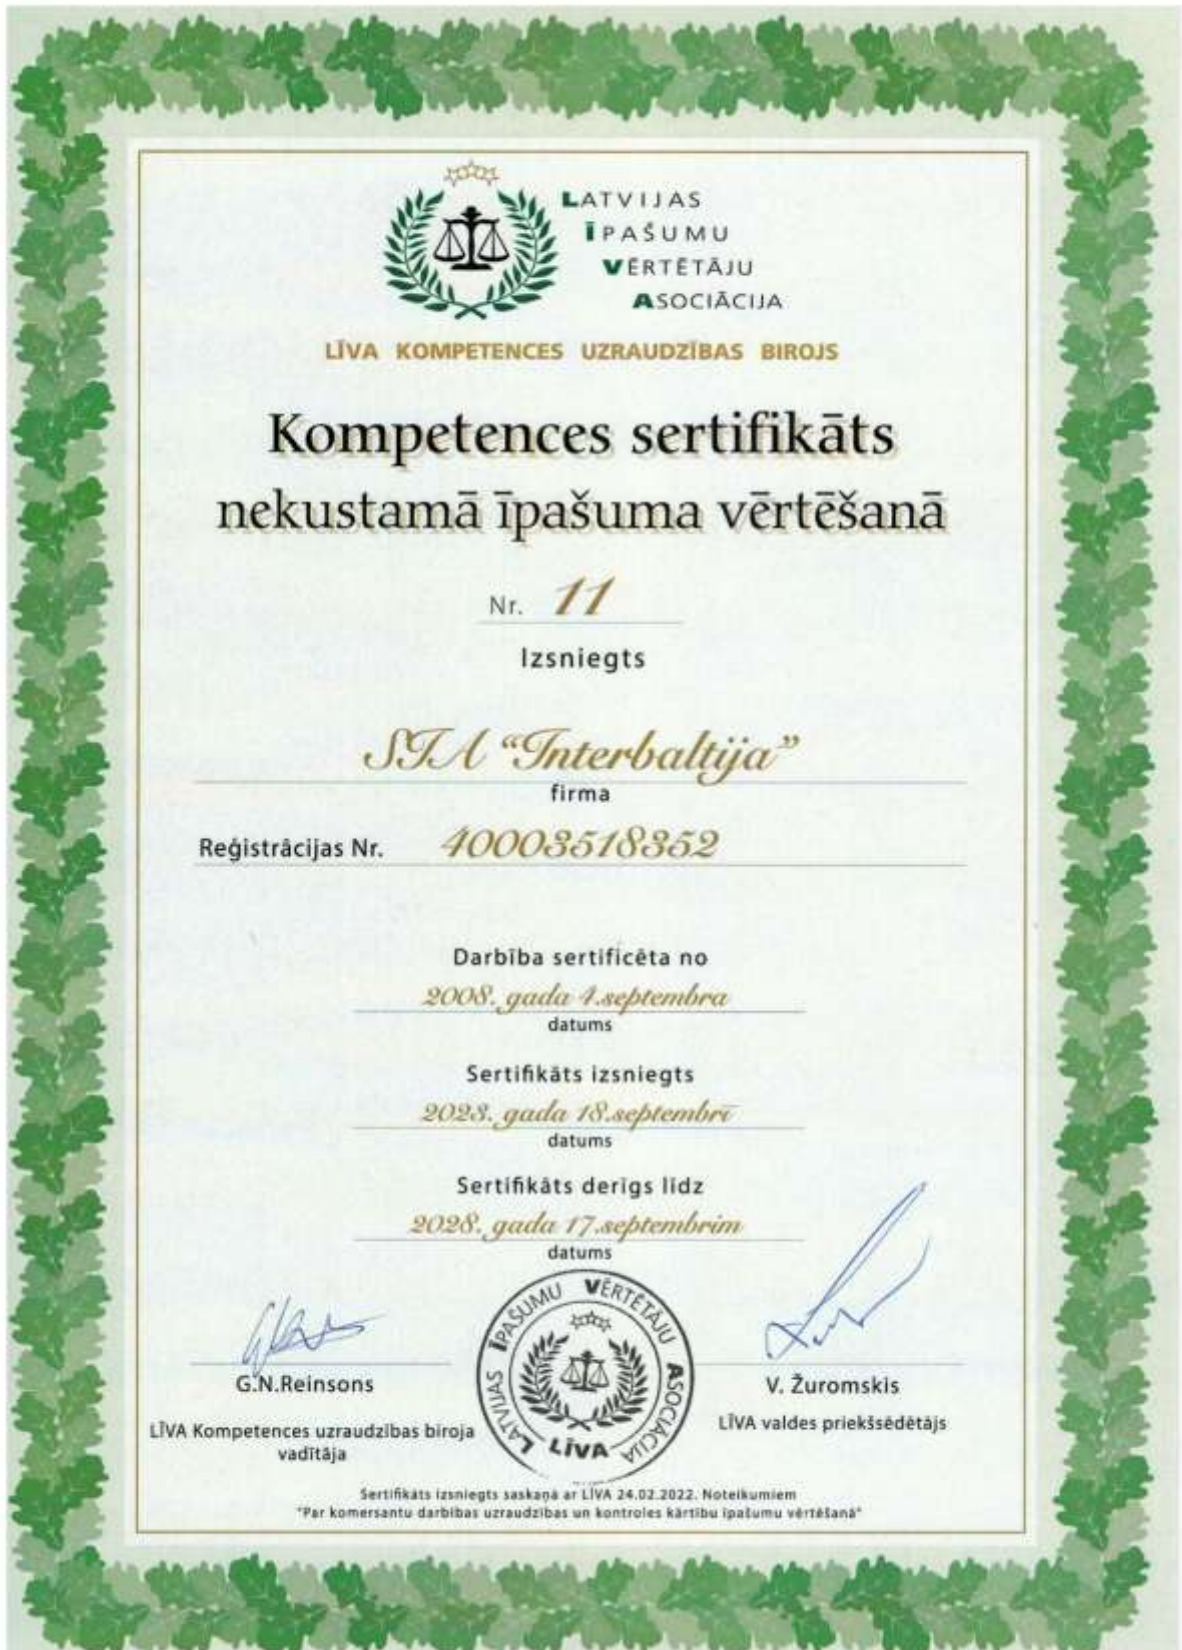 LATVIJAS
ĪPAŠUMU
VĒRTĒTĀJU
ASOCIĀCIJA
LĪVA KOMPETENCES UZRAUDZĪBAS BIROJS
Kompetences sertifikāts
nekustamā īpašuma vērtēšanā
Nr. 11
Izsniegts
SIA “Interbaltija”
firma
Reģistrācijas Nr. 40003518352
Darbība sertificēta no
2008. gada 4.septembra
datums
Sertifikāts izsniegts
2023. gada 18.septembrī
datums
Sertifikāts derīgs līdz
2028. gada 17.septembrim
datums
LATVIJAS ĪPAŠUMU VĒRTĒTĀJU ASOCIĀCIJA
LĪVA
G.N.Reinsons
LĪVA Kompetences uzraudzības biroja
vadītāja
V. Žuromskis
LĪVA valdes priekšsēdētājs
Sertifikāts izsniegts saskaņā ar LĪVA 24.02.2022. Noteikumiem
"Par komersantu darbības uzraudzības un kontroles kārtību īpašumu vērtēšanā"